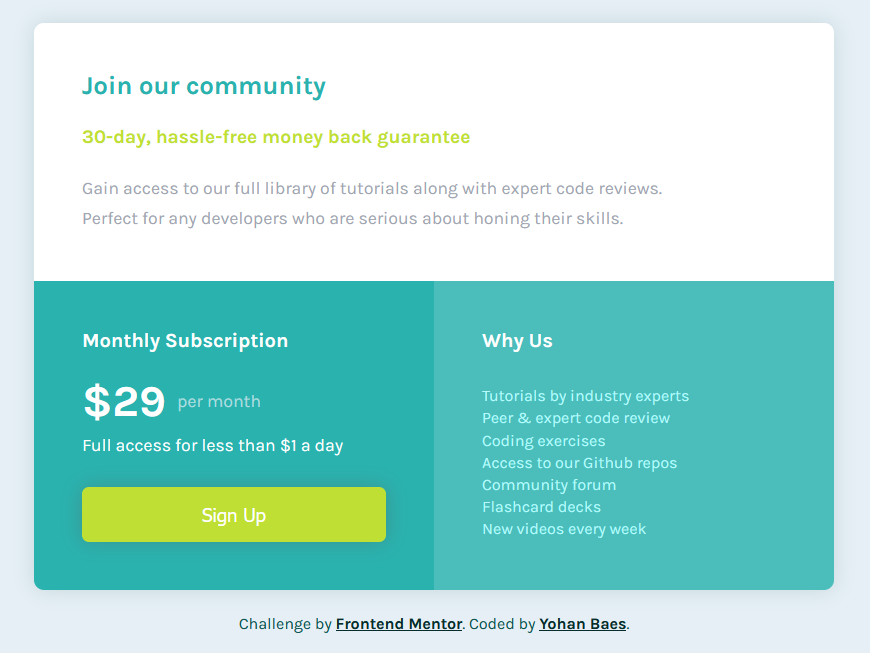 Join our community
30-day, hassle-free money back guarantee
Gain access to our full library of tutorials along with expert code reviews.
Perfect for any developers who are serious about honing their skills.
Monthly Subscription
$29 per month
Full access for less than $1 a day
Sign Up
Why Us
Tutorials by industry experts
Peer & expert code review
Coding exercises
Access to our Github repos
Community forum
Flashcard decks
New videos every week
Challenge by Frontend Mentor. Coded by Yohan Baes.